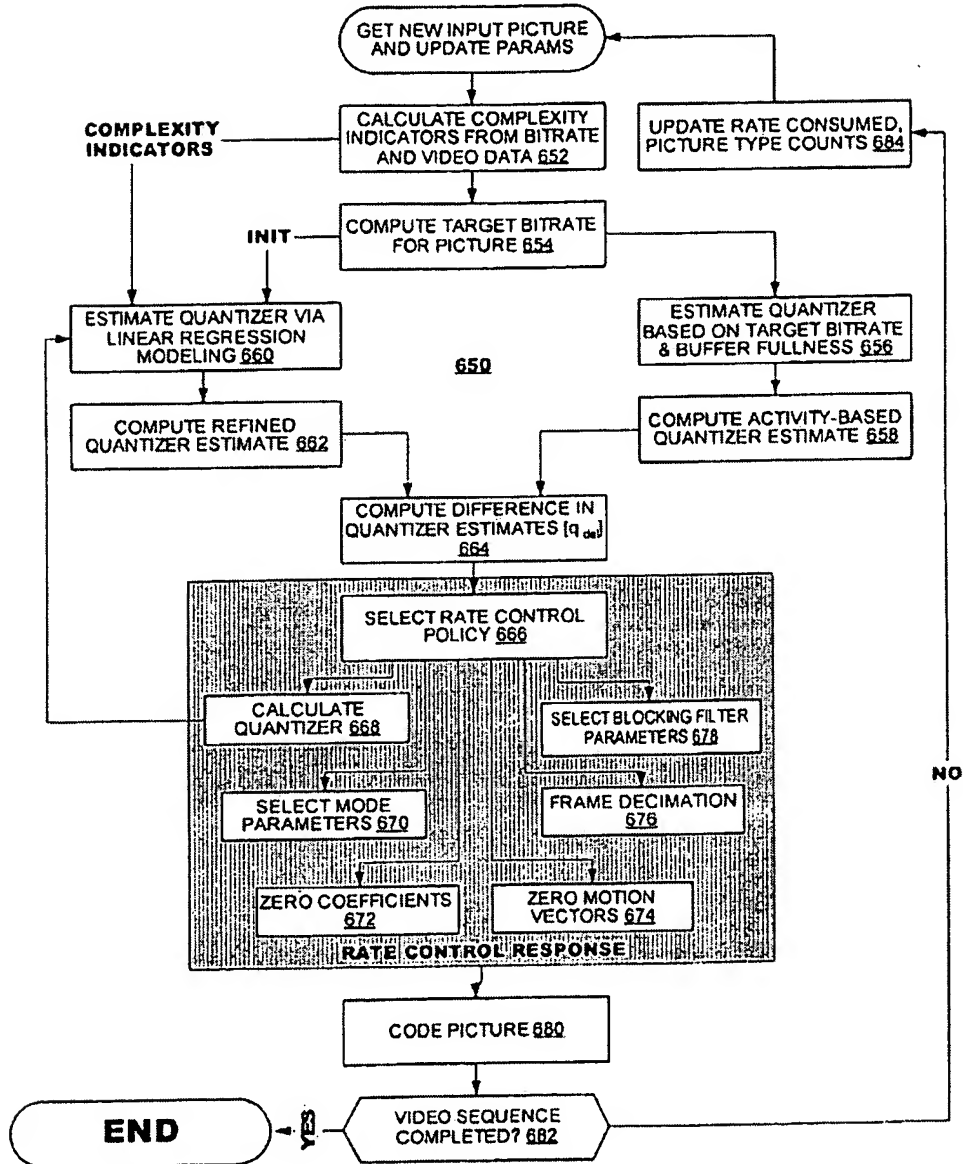 GET NEW INPUT PICTURE
AND UPDATE PARAMS
COMPLEXITY
INDICATORS
CALCULATE COMPLEXITY
INDICATORS FROM BITRATE
AND VIDEO DATA 652
UPDATE RATE CONSUMED,
PICTURE TYPE COUNTS 684
INIT
COMPUTE TARGET BITRATE
FOR PICTURE 654
ESTIMATE QUANTIZER VIA
LINEAR REGRESSION
MODELING 660
650
ESTIMATE QUANTIZER
BASED ON TARGET BITRATE
& BUFFER FULLNESS 656
COMPUTE REFINED
QUANTIZER ESTIMATE 662
COMPUTE ACTIVITY-BASED
QUANTIZER ESTIMATE 658
COMPUTE DIFFERENCE IN
QUANTIZER ESTIMATES [q del]
664
SELECT RATE CONTROL
POLICY 666
CALCULATE
QUANTIZER 668
SELECT BLOCKING FILTER
PARAMETERS 678
SELECT MODE
PARAMETERS 670
FRAME DECIMATION
676
ZERO COEFFICIENTS
672
ZERO MOTION
VECTORS 674
RATE CONTROL RESPONSE
NO
CODE PICTURE 680
END
YES
VIDEO SEQUENCE
COMPLETED? 682